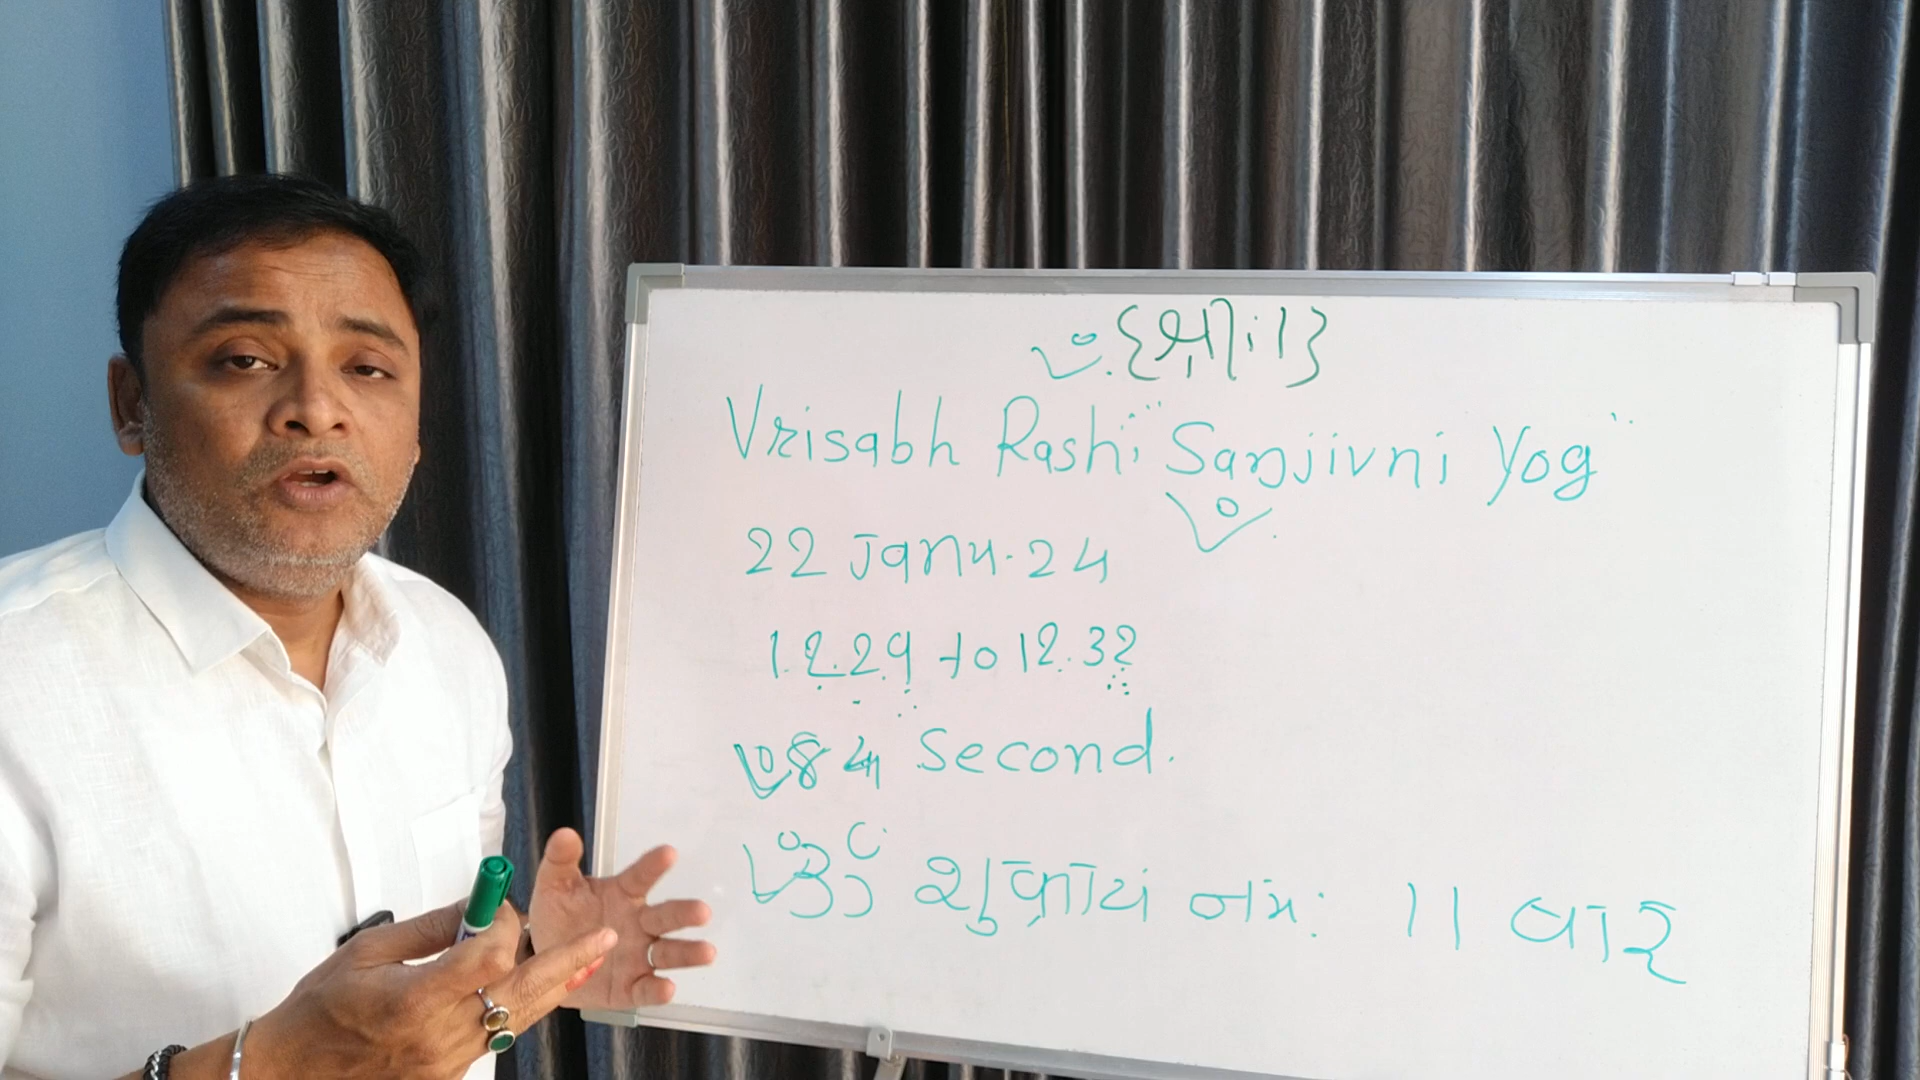 {श्रीः।}
Vrisabh Rashi "Sanjivni Yog"
22 Janu. 24
12.29 to 12.32
84 Second.
ॐ शुक्राय नमः 11 बार